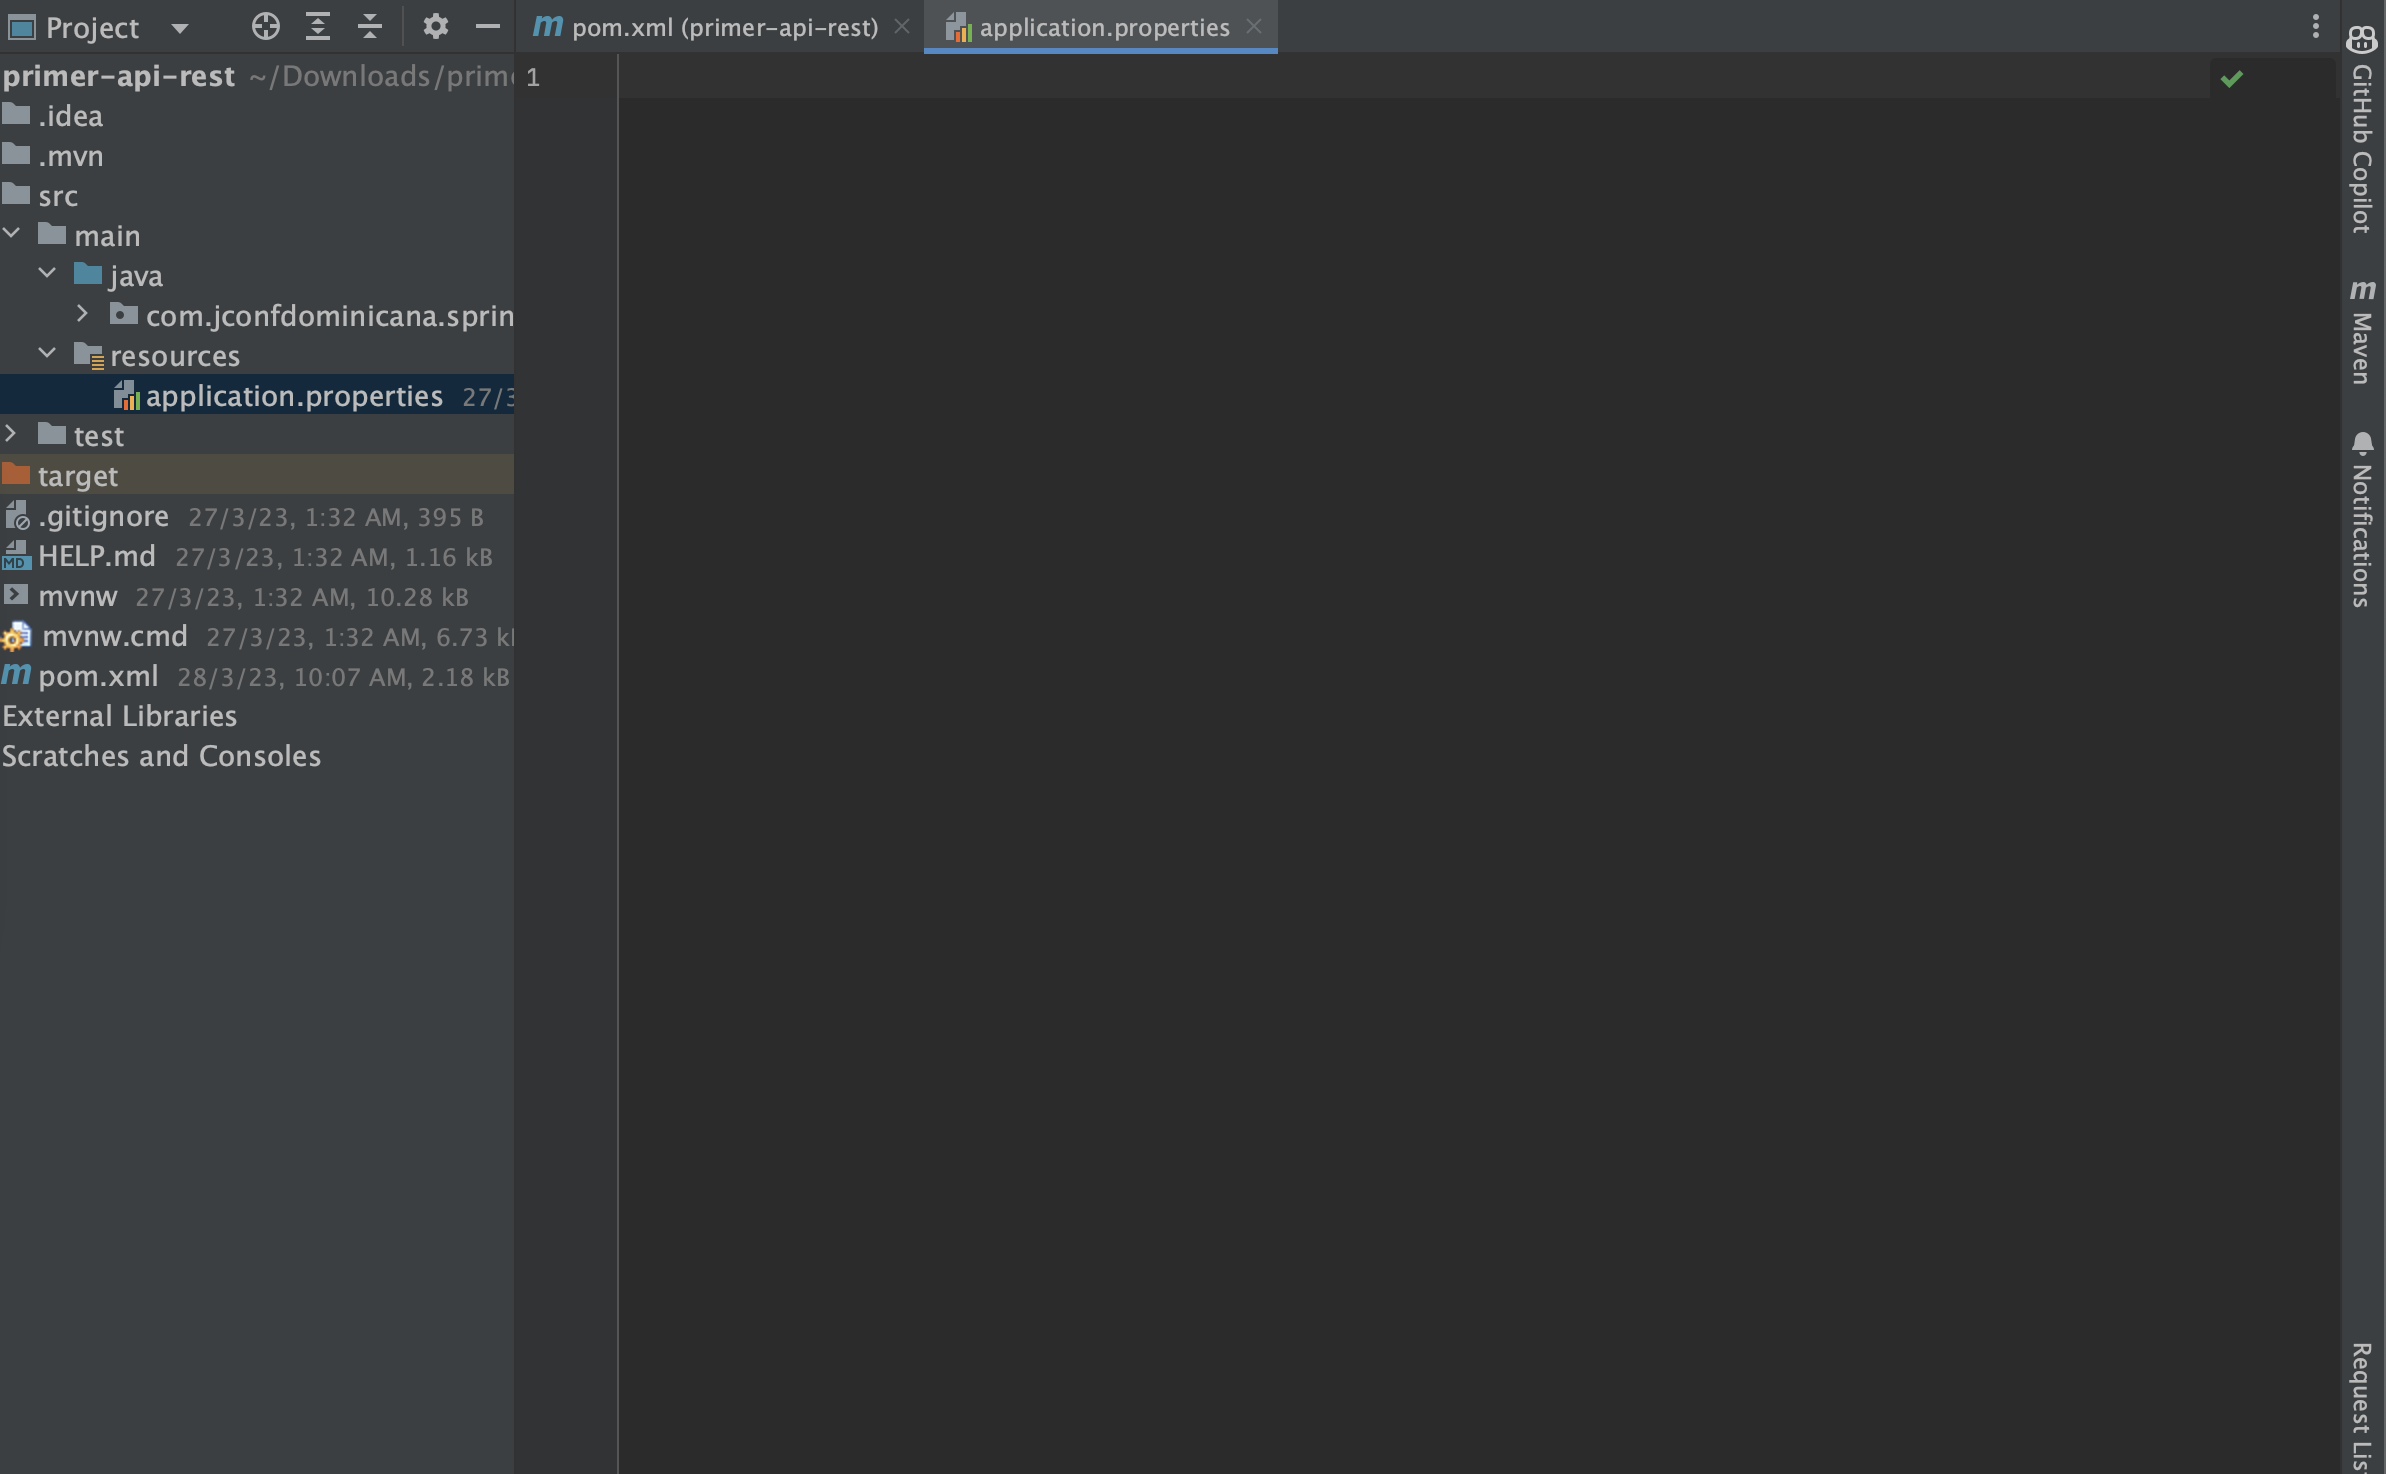 Project
pom.xml (primer-api-rest)
application.properties
primer-api-rest ~/Downloads/prim
.idea
.mvn
src
main
java
com.jconfdominicana.sprin
resources
application.properties 27/3
test
target
.gitignore 27/3/23, 1:32 AM, 395 B
MD HELP.md 27/3/23, 1:32 AM, 1.16 kB
mvnw 27/3/23, 1:32 AM, 10.28 kB
mvnw.cmd 27/3/23, 1:32 AM, 6.73 k
m pom.xml 28/3/23, 10:07 AM, 2.18 kB
External Libraries
Scratches and Consoles
1
GitHub Copilot
m Maven
Notifications
Request Lis